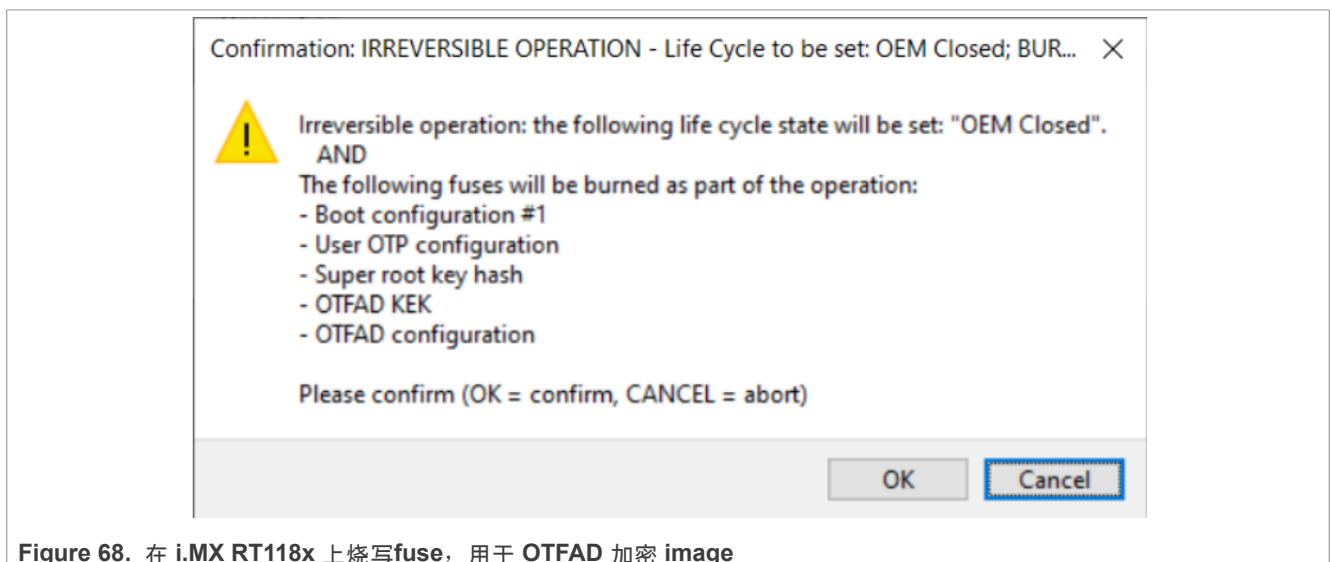 Confirmation: IRREVERSIBLE OPERATION - Life Cycle to be set: OEM Closed; BUR...
Irreversible operation: the following life cycle state will be set: "OEM Closed".
AND
The following fuses will be burned as part of the operation:
- Boot configuration #1
- User OTP configuration
- Super root key hash
- OTFAD KEK
- OTFAD configuration
Please confirm (OK = confirm, CANCEL = abort)
OK Cancel
Figure 68. 在 i.MX RT118x 上烧写fuse，用于 OTFAD 加密 image